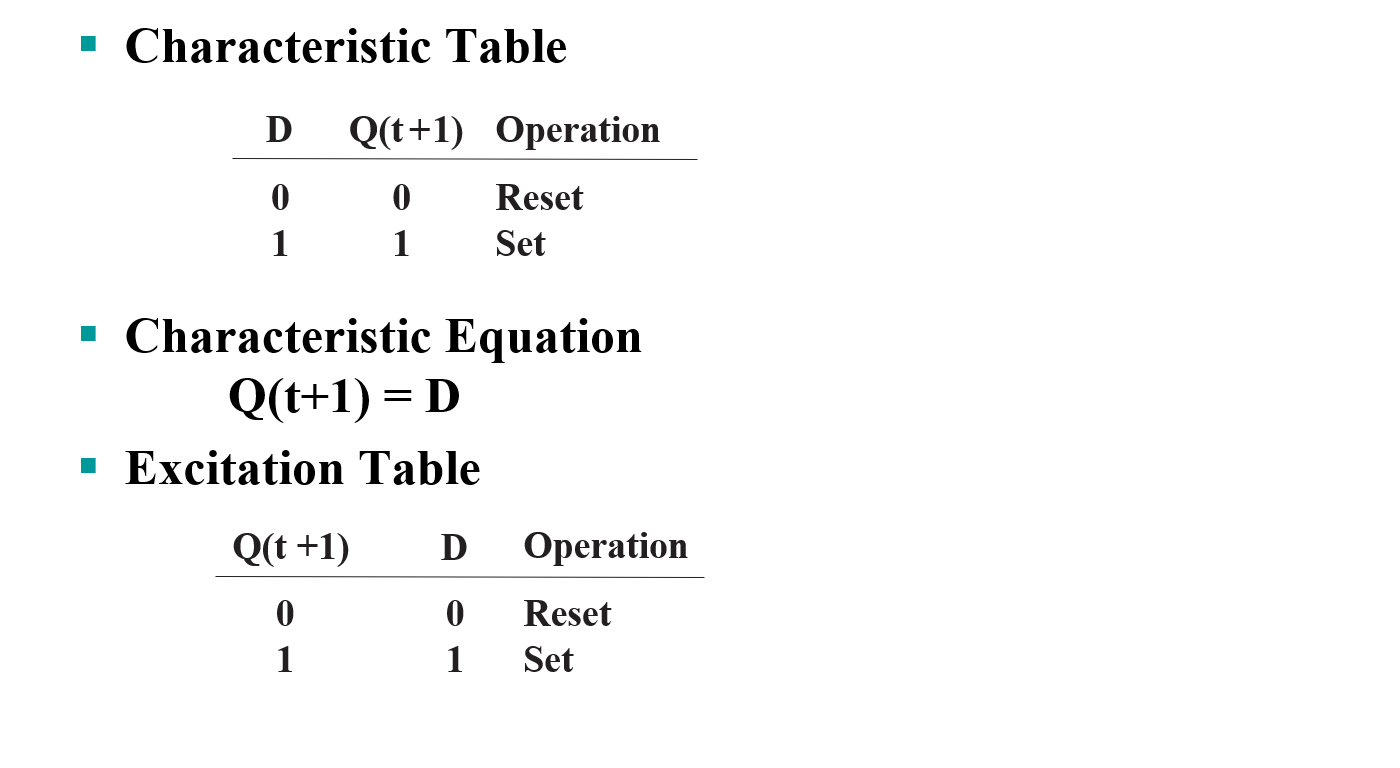 Characteristic Table
D Q(t+1) Operation
0 0 Reset
1 1 Set
Characteristic Equation
Q(t+1) = D
Excitation Table
Q(t +1) D Operation
0 0 Reset
1 1 Set